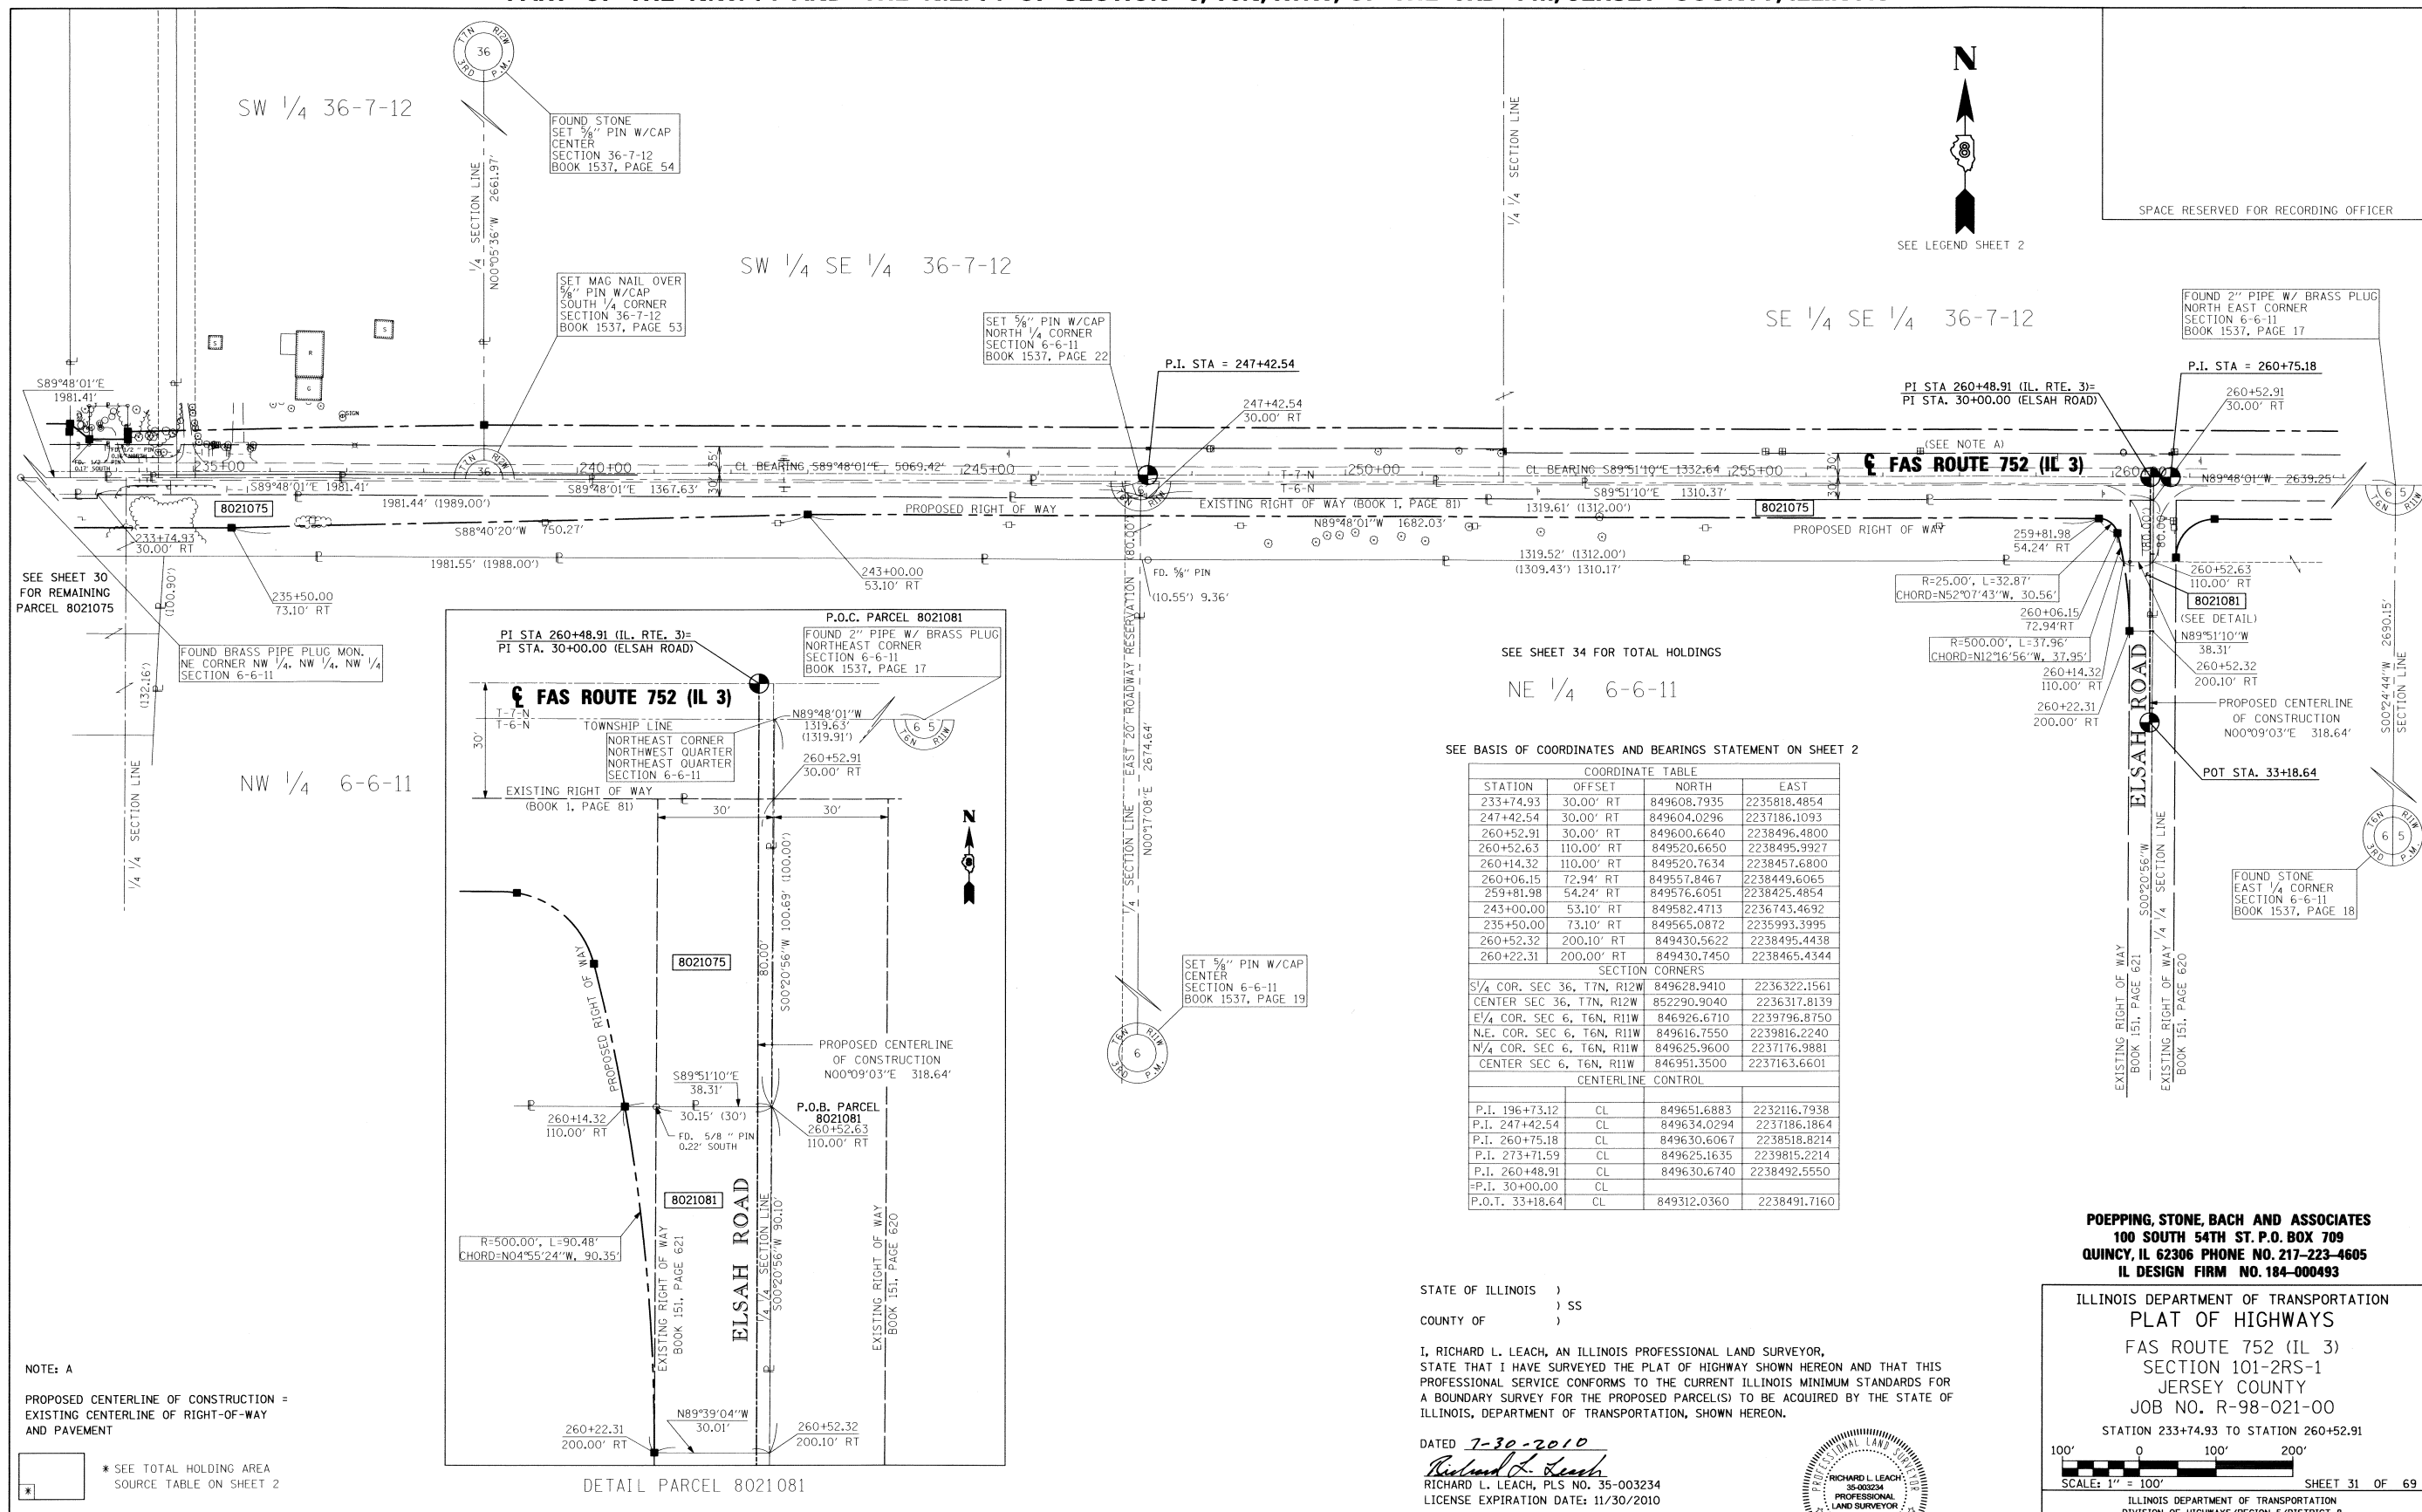 T7N R12W
36
3RD P.M.
SW 1/4 36-7-12
FOUND STONE
SET 5/8" PIN W/CAP
CENTER
SECTION 36-7-12
BOOK 1537, PAGE 54
1/4 SECTION LINE
N00°05'36"W 2661.97'
1/4 1/4 SECTION LINE
N
8
SEE LEGEND SHEET 2
SPACE RESERVED FOR RECORDING OFFICER
SET MAG NAIL OVER
5/8" PIN W/CAP
SOUTH 1/4 CORNER
SECTION 36-7-12
BOOK 1537, PAGE 53
SW 1/4 SE 1/4 36-7-12
SE 1/4 SE 1/4 36-7-12
SET 5/8" PIN W/CAP
NORTH 1/4 CORNER
SECTION 6-6-11
BOOK 1537, PAGE 22
FOUND 2" PIPE W/ BRASS PLUG
NORTH EAST CORNER
SECTION 6-6-11
BOOK 1537, PAGE 17
P.I. STA = 247+42.54
P.I. STA = 260+75.18
PI STA 260+48.91 (IL. RTE. 3)=
PI STA. 30+00.00 (ELSAH ROAD)
260+52.91
30.00' RT
247+42.54
30.00' RT
S89°48'01"E
1981.41'
SIGN
235+00
240+00
CL BEARING S89°48'01"E 5069.42'
245+00
250+00
CL BEARING S89°51'10"E 1332.64
255+00
(SEE NOTE A)
℄ FAS ROUTE 752 (IL 3)
S89°48'01"E 1981.41'
S89°48'01"E 1367.63'
T-7-N
T-6-N
S89°51'10"E 1310.37'
N89°48'01"W 2639.25'
8021075
1981.44' (1989.00')
PROPOSED RIGHT OF WAY
EXISTING RIGHT OF WAY (BOOK 1, PAGE 81)
1319.61' (1312.00')
8021075
PROPOSED RIGHT OF WAY
233+74.93
30.00' RT
S88°40'20"W 750.27'
N89°48'01"W 1682.03'
1981.55' (1988.00')
1319.52' (1312.00')
(1309.43') 1310.17'
SEE SHEET 30
FOR REMAINING
PARCEL 8021075
235+50.00
73.10' RT
243+00.00
53.10' RT
FD. 5/8" PIN
(10.55') 9.36'
(100.90')
(132.16')
259+81.98
54.24' RT
R=25.00', L=32.87'
CHORD=N52°07'43"W, 30.56'
260+06.15
72.94'RT
R=500.00', L=37.96'
CHORD=N12°16'56"W, 37.95'
260+14.32
110.00' RT
260+22.31
200.00' RT
(80.00')
80.00'
260+52.63
110.00' RT
8021081
(SEE DETAIL)
N89°51'10"W
38.31'
260+52.32
200.10' RT
PROPOSED CENTERLINE
OF CONSTRUCTION
N00°09'03"E 318.64'
POT STA. 33+18.64
ELSAH ROAD
S00°24'44"W 2690.15'
SECTION LINE
FOUND BRASS PIPE PLUG MON.
NE CORNER NW 1/4, NW 1/4, NW 1/4
SECTION 6-6-11
NW 1/4 6-6-11
1/4 1/4 SECTION LINE
1/4 SECTION LINE EAST 20' ROADWAY RESERVATION (80.00')
N00°17'08"E 2674.64'
SEE SHEET 34 FOR TOTAL HOLDINGS
NE 1/4 6-6-11
SET 5/8" PIN W/CAP
CENTER
SECTION 6-6-11
BOOK 1537, PAGE 19
T6N R11W
6
3RD P.M.
T6N R11W
6 5
3RD P.M.
FOUND STONE
EAST 1/4 CORNER
SECTION 6-6-11
BOOK 1537, PAGE 18
EXISTING RIGHT OF WAY
BOOK 151, PAGE 621
S00°20'56"W
1/4 1/4 SECTION LINE
EXISTING RIGHT OF WAY
BOOK 151, PAGE 620
P.O.C. PARCEL 8021081
FOUND 2" PIPE W/ BRASS PLUG
NORTHEAST CORNER
SECTION 6-6-11
BOOK 1537, PAGE 17
PI STA 260+48.91 (IL. RTE. 3)=
PI STA. 30+00.00 (ELSAH ROAD)
℄ FAS ROUTE 752 (IL 3)
T-7-N
T-6-N
TOWNSHIP LINE
N89°48'01"W
1319.63'
(1319.91')
6 5
T6N R11W
30'
NORTHEAST CORNER
NORTHWEST QUARTER
NORTHEAST QUARTER
SECTION 6-6-11
260+52.91
30.00' RT
EXISTING RIGHT OF WAY
(BOOK 1, PAGE 81)
30'
30'
N
8021075
80.00'
S00°20'56"W 100.69' (100.00')
PROPOSED RIGHT OF WAY
PROPOSED CENTERLINE
OF CONSTRUCTION
N00°09'03"E 318.64'
S89°51'10"E
38.31'
30.15' (30')
260+14.32
110.00' RT
FD. 5/8 " PIN
0.22' SOUTH
P.O.B. PARCEL
8021081
260+52.63
110.00' RT
8021081
R=500.00', L=90.48'
CHORD=N04°55'24"W, 90.35'
EXISTING RIGHT OF WAY
BOOK 151, PAGE 621
ELSAH ROAD
1/4 1/4 SECTION LINE
S00°20'56"W 90.10'
EXISTING RIGHT OF WAY
BOOK 151, PAGE 620
260+22.31
200.00' RT
N89°39'04"W
30.01'
260+52.32
200.10' RT
DETAIL PARCEL 8021081
SEE BASIS OF COORDINATES AND BEARINGS STATEMENT ON SHEET 2
COORDINATE TABLE
STATION OFFSET NORTH EAST
233+74.93 30.00' RT 849608.7935 2235818.4854
247+42.54 30.00' RT 849604.0296 2237186.1093
260+52.91 30.00' RT 849600.6640 2238496.4800
260+52.63 110.00' RT 849520.6650 2238495.9927
260+14.32 110.00' RT 849520.7634 2238457.6800
260+06.15 72.94' RT 849557.8467 2238449.6065
259+81.98 54.24' RT 849576.6051 2238425.4854
243+00.00 53.10' RT 849582.4713 2236743.4692
235+50.00 73.10' RT 849565.0872 2235993.3995
260+52.32 200.10' RT 849430.5622 2238495.4438
260+22.31 200.00' RT 849430.7450 2238465.4344
SECTION CORNERS
S1/4 COR. SEC 36, T7N, R12W 849628.9410 2236322.1561
CENTER SEC 36, T7N, R12W 852290.9040 2236317.8139
E1/4 COR. SEC 6, T6N, R11W 846926.6710 2239796.8750
N.E. COR. SEC 6, T6N, R11W 849616.7550 2239816.2240
N1/4 COR. SEC 6, T6N, R11W 849625.9600 2237176.9881
CENTER SEC 6, T6N, R11W 846951.3500 2237163.6601
CENTERLINE CONTROL
P.I. 196+73.12 CL 849651.6883 2232116.7938
P.I. 247+42.54 CL 849634.0294 2237186.1864
P.I. 260+75.18 CL 849630.6067 2238518.8214
P.I. 273+71.59 CL 849625.1635 2239815.2214
P.I. 260+48.91 CL 849630.6740 2238492.5550
=P.I. 30+00.00 CL
P.O.T. 33+18.64 CL 849312.0360 2238491.7160
NOTE: A
PROPOSED CENTERLINE OF CONSTRUCTION =
EXISTING CENTERLINE OF RIGHT-OF-WAY
AND PAVEMENT
* SEE TOTAL HOLDING AREA
SOURCE TABLE ON SHEET 2
STATE OF ILLINOIS )
) SS
COUNTY OF )
I, RICHARD L. LEACH, AN ILLINOIS PROFESSIONAL LAND SURVEYOR,
STATE THAT I HAVE SURVEYED THE PLAT OF HIGHWAY SHOWN HEREON AND THAT THIS
PROFESSIONAL SERVICE CONFORMS TO THE CURRENT ILLINOIS MINIMUM STANDARDS FOR
A BOUNDARY SURVEY FOR THE PROPOSED PARCEL(S) TO BE ACQUIRED BY THE STATE OF
ILLINOIS, DEPARTMENT OF TRANSPORTATION, SHOWN HEREON.
DATED 7-30-2010
Richard L. Leach
RICHARD L. LEACH, PLS NO. 35-003234
LICENSE EXPIRATION DATE: 11/30/2010
PROFESSIONAL LAND SURVEYOR
RICHARD L. LEACH
35-003234
PROFESSIONAL
LAND SURVEYOR
POEPPING, STONE, BACH AND ASSOCIATES
100 SOUTH 54TH ST. P.O. BOX 709
QUINCY, IL 62306 PHONE NO. 217-223-4605
IL DESIGN FIRM NO. 184-000493
ILLINOIS DEPARTMENT OF TRANSPORTATION
PLAT OF HIGHWAYS
FAS ROUTE 752 (IL 3)
SECTION 101-2RS-1
JERSEY COUNTY
JOB NO. R-98-021-00
STATION 233+74.93 TO STATION 260+52.91
100' 0 100' 200'
SCALE: 1" = 100'
SHEET 31 OF 69
ILLINOIS DEPARTMENT OF TRANSPORTATION